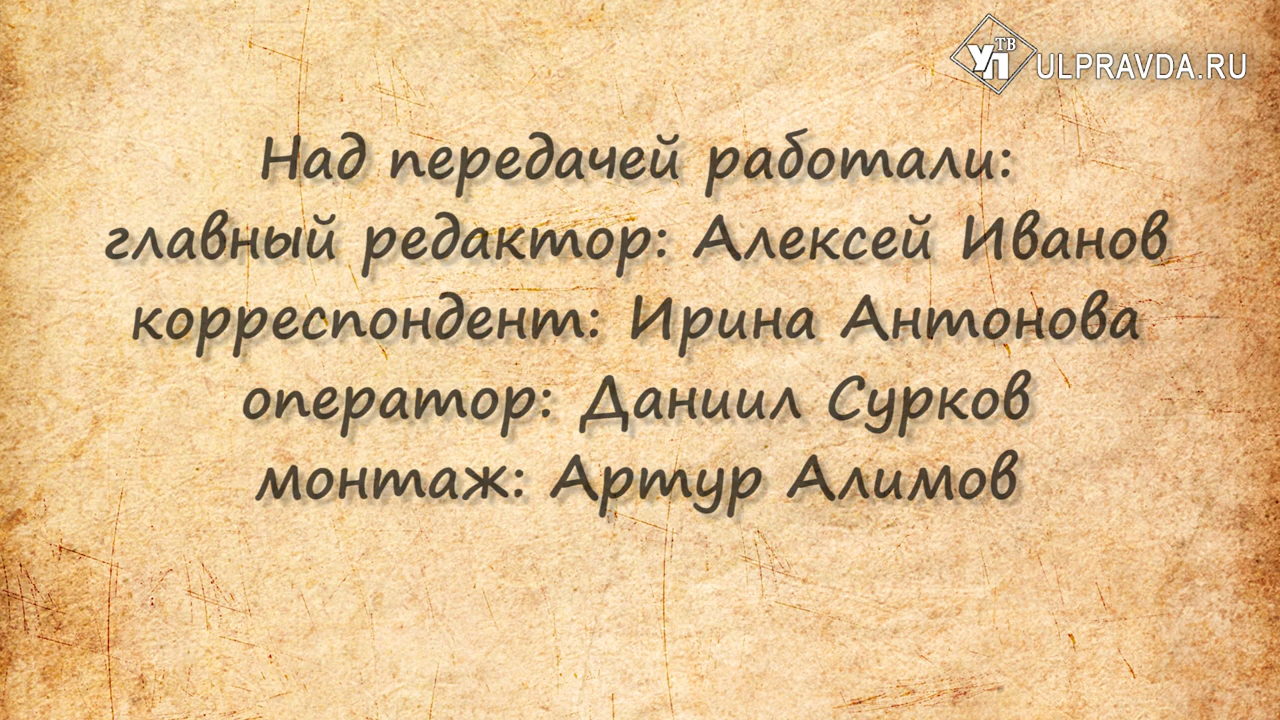 УП ТВ ULPRAVDA.RU
Над передачей работали:
главный редактор: Алексей Иванов
корреспондент: Ирина Антонова
оператор: Даниил Сурков
монтаж: Артур Алимов